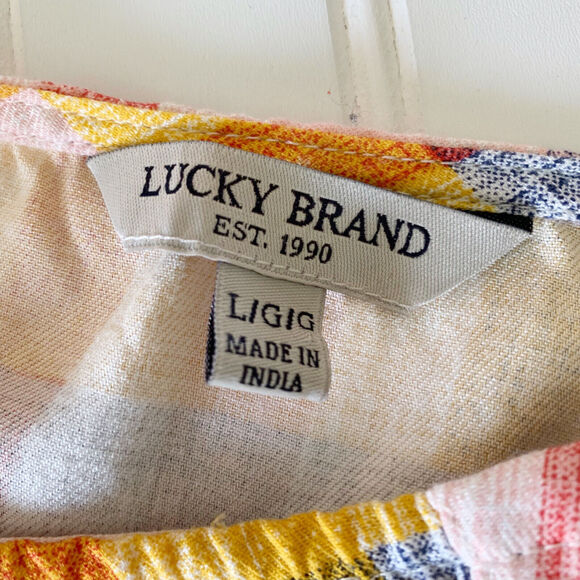 LUCKY BRAND
EST. 1990
L/G/G
MADE IN
INDIA